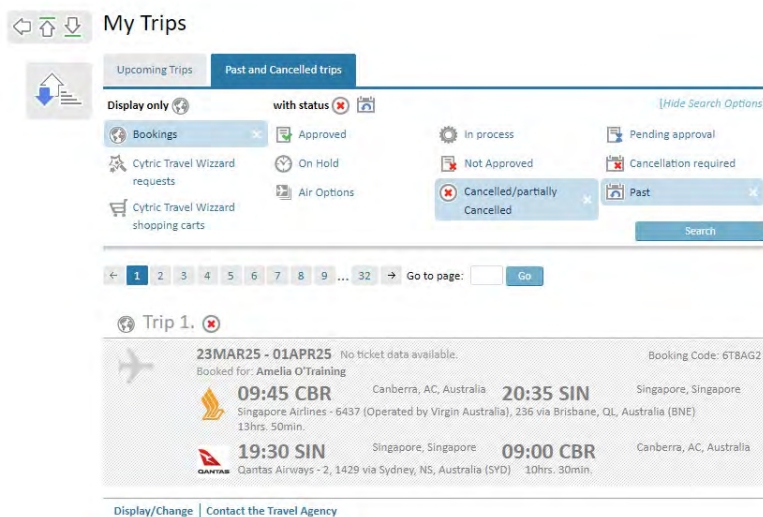 My Trips
Upcoming Trips
Past and Cancelled trips
Display only
with status
[Hide Search Options
Bookings
Approved
In process
Pending approval
Cytric Travel Wizzard
requests
On Hold
Not Approved
Cancellation required
Cytric Travel Wizzard
shopping carts
Air Options
Cancelled/partially
Cancelled
Past
Search
1 2 3 4 5 6 7 8 9 ... 32 Go to page: Go
Trip 1.
23MAR25 - 01APR25 No ticket data available.
Booking Code: 6T8AG2
Booked for: Amelia O'Training
09:45 CBR Canberra, AC, Australia 20:35 SIN Singapore, Singapore
Singapore Airlines - 6437 (Operated by Virgin Australia), 236 via Brisbane, QL, Australia (BNE)
13hrs. 50min.
19:30 SIN Singapore, Singapore 09:00 CBR Canberra, AC, Australia
QANTAS Qantas Airways - 2, 1429 via Sydney, NS, Australia (SYD) 10hrs. 30min.
Display/Change | Contact the Travel Agency